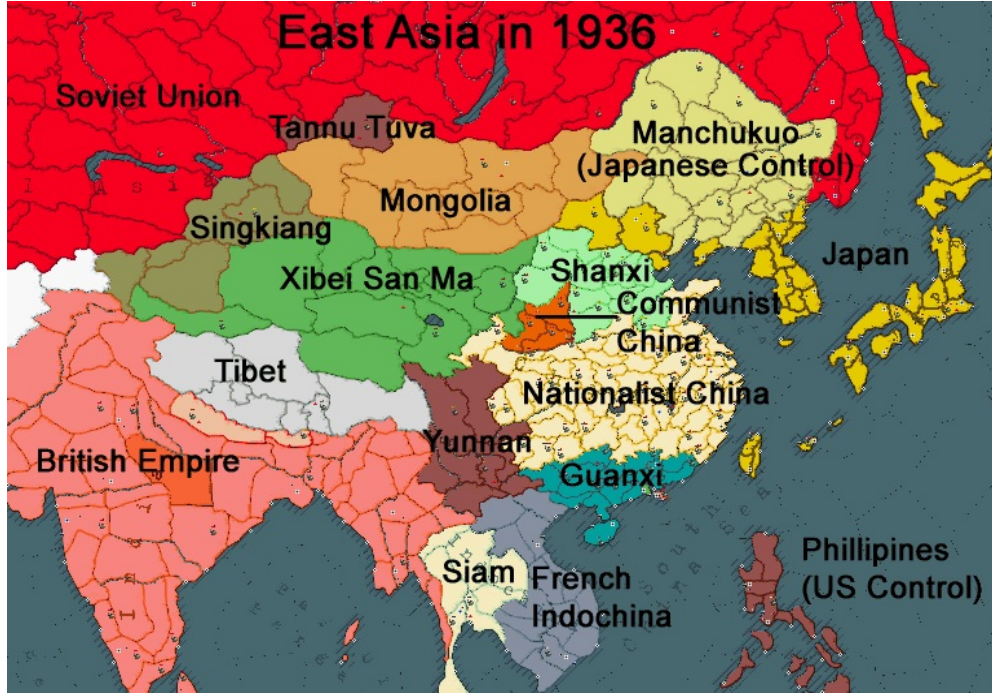 East Asia in 1936
Soviet Union
Tannu Tuva
Manchukuo
(Japanese Control)
Mongolia
Singkiang
Xibei San Ma
Shanxi
Japan
Communist
China
Tibet
Nationalist China
Yunnan
British Empire
Guanxi
Siam
French
Indochina
Phillipines
(US Control)